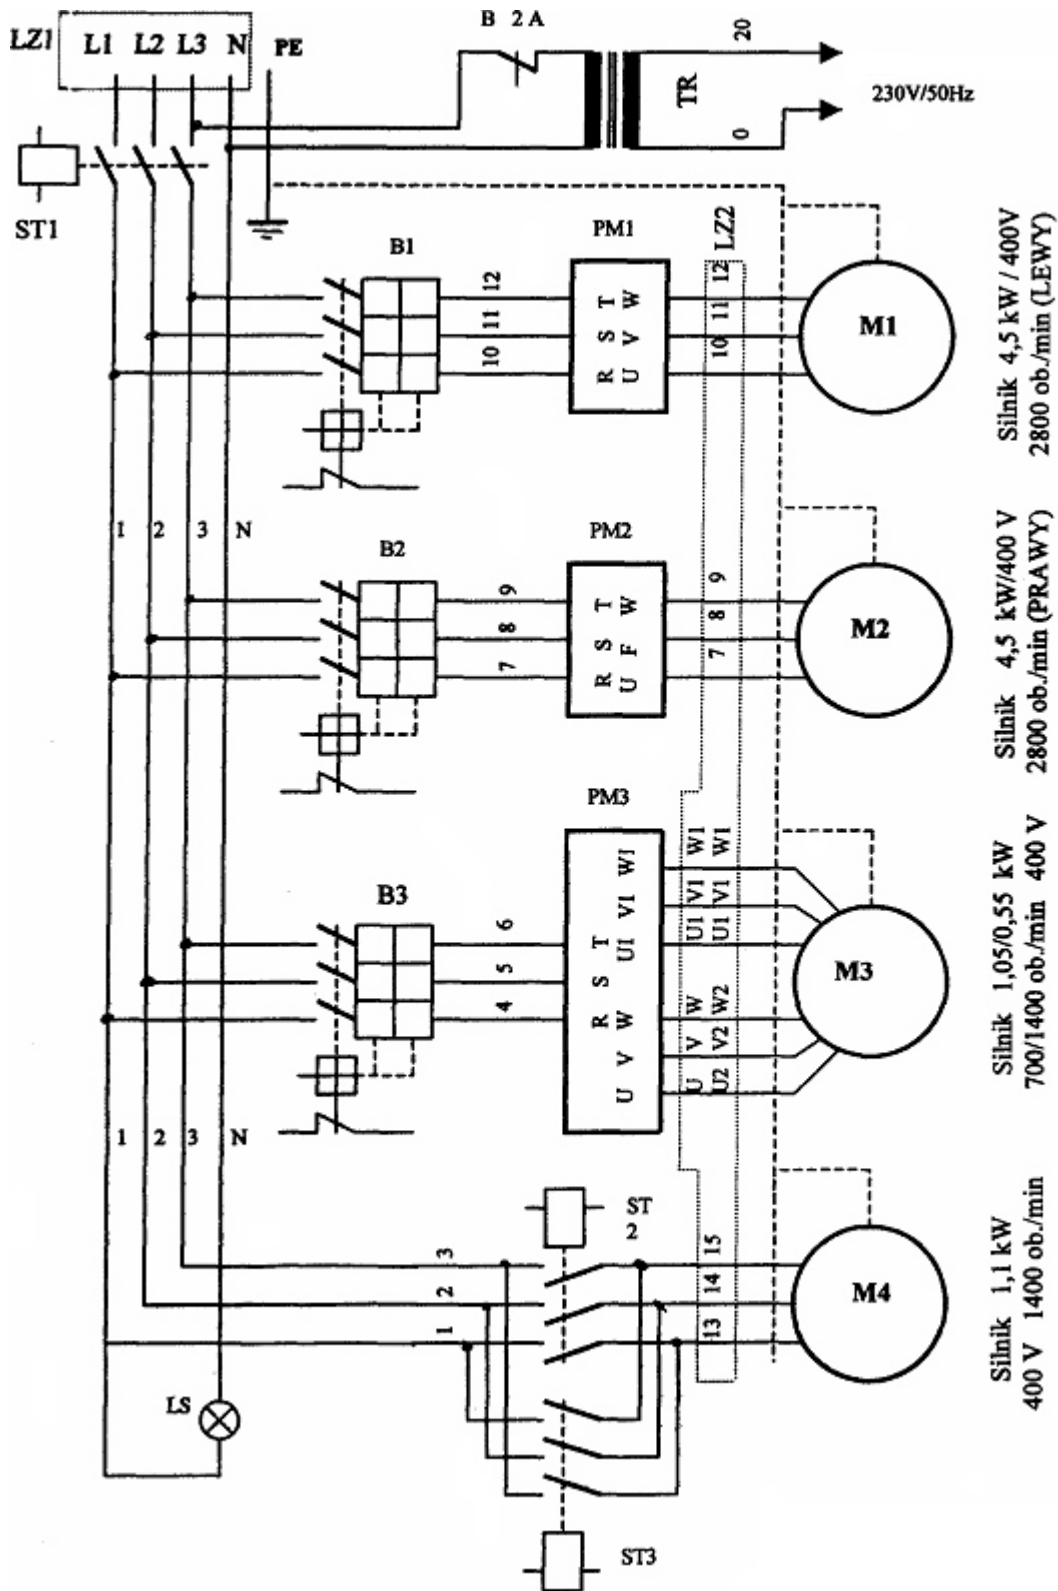 LZ1
L1 L2 L3 N PE
B 2 A
20
TR
230V/50Hz
0
ST1
B1
PM1
LZ2
12
11
10
T W
S V
R U
12
11
10
M1
Silnik 4,5 kW / 400V
2800 ob./min (LEWY)
1 2 3 N
B2
PM2
9
8
7
T W
S F
R U
9
8
7
M2
Silnik 4,5 kW/400 V
2800 ob./min (PRAWY)
B3
PM3
6
5
4
T
S
R
W1
V1
U1
W
V
U
W1 W1
V1 V1
U1 U1
W W2
V V2
U U2
M3
Silnik 1,05/0,55 kW
700/1400 ob./min 400 V
1 2 3 N
ST
2
3
2
1
15
14
13
M4
Silnik 1,1 kW
400 V 1400 ob./min
LS
ST3